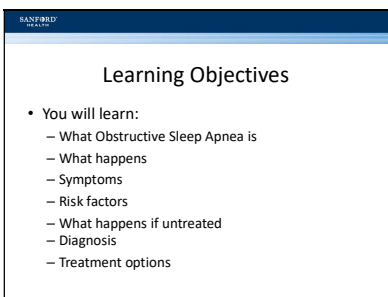 SANFORD
HEALTH
Learning Objectives
• You will learn:
– What Obstructive Sleep Apnea is
– What happens
– Symptoms
– Risk factors
– What happens if untreated
– Diagnosis
– Treatment options